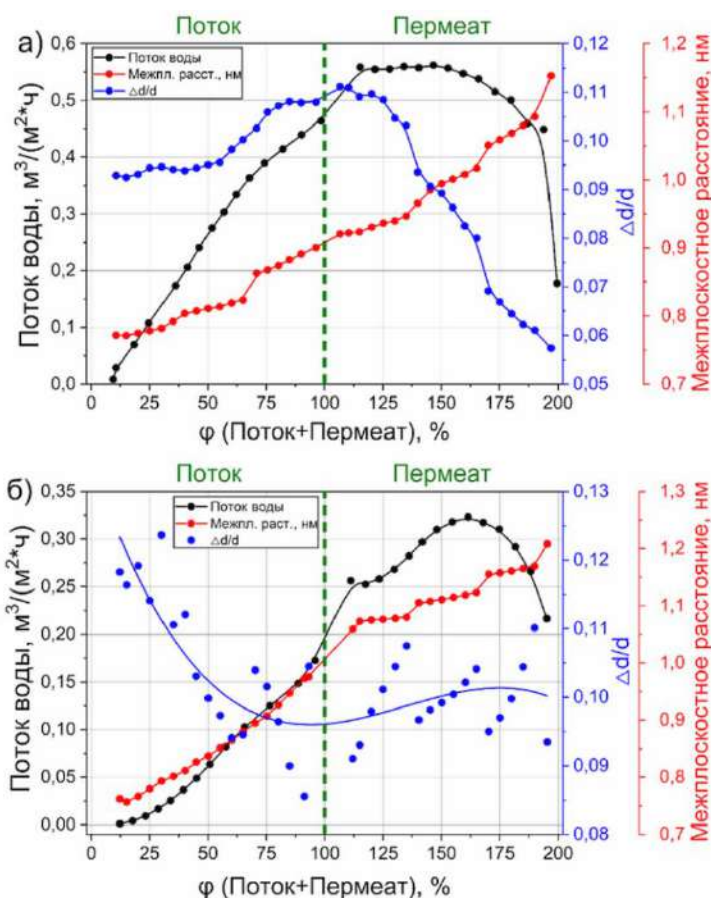 Поток Пермеат
а)
Поток воды
Межпл. расст., нм
△d/d
0,6
0,5
0,4
0,3
0,2
0,1
0,0
Поток воды, м³/(м²*ч)
0,12
0,11
0,10
0,09
0,08
0,07
0,06
0,05
△d/d
1,2
1,1
1,0
0,9
0,8
0,7
Межплоскостное расстояние, нм
0 25 50 75 100 125 150 175 200
φ (Поток+Пермеат), %
Поток Пермеат
б)
Поток воды
Межпл. раст., нм
△d/d
0,35
0,30
0,25
0,20
0,15
0,10
0,05
0,00
Поток воды, м³/(м²*ч)
0,13
0,12
0,11
0,10
0,09
0,08
△d/d
1,3
1,2
1,1
1,0
0,9
0,8
0,7
Межплоскостное расстояние, нм
0 25 50 75 100 125 150 175 200
φ (Поток+Пермеат), %